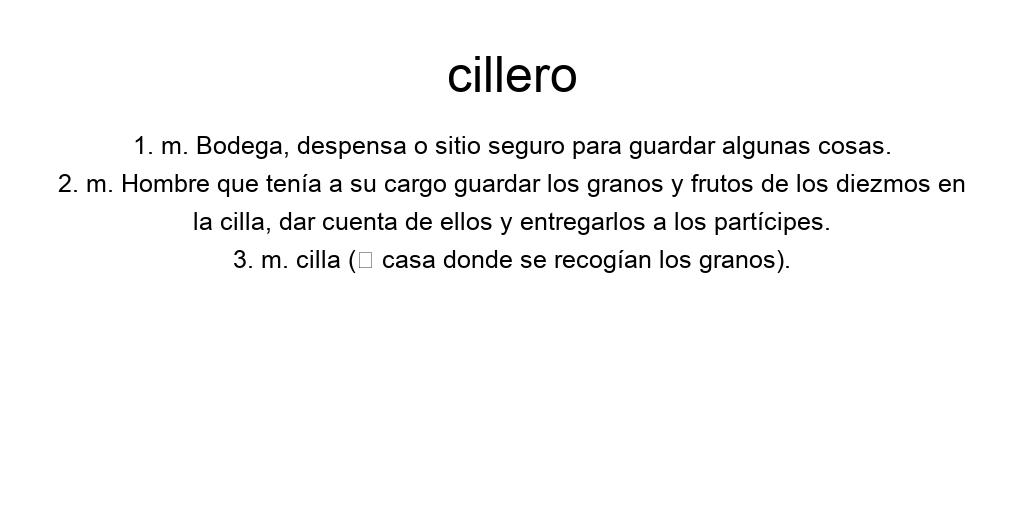 cillero
1. m. Bodega, despensa o sitio seguro para guardar algunas cosas.
2. m. Hombre que tenía a su cargo guardar los granos y frutos de los diezmos en
la cilla, dar cuenta de ellos y entregarlos a los partícipes.
3. m. cilla (□ casa donde se recogían los granos).